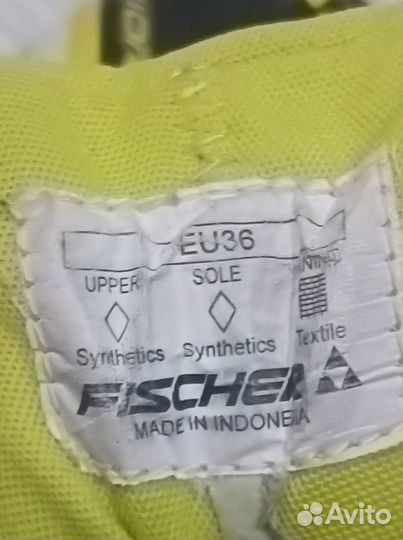 EU36
UPPER SOLE
Synthetics Synthetics Textile
FISCHER
MADE IN INDONESIA
Avito